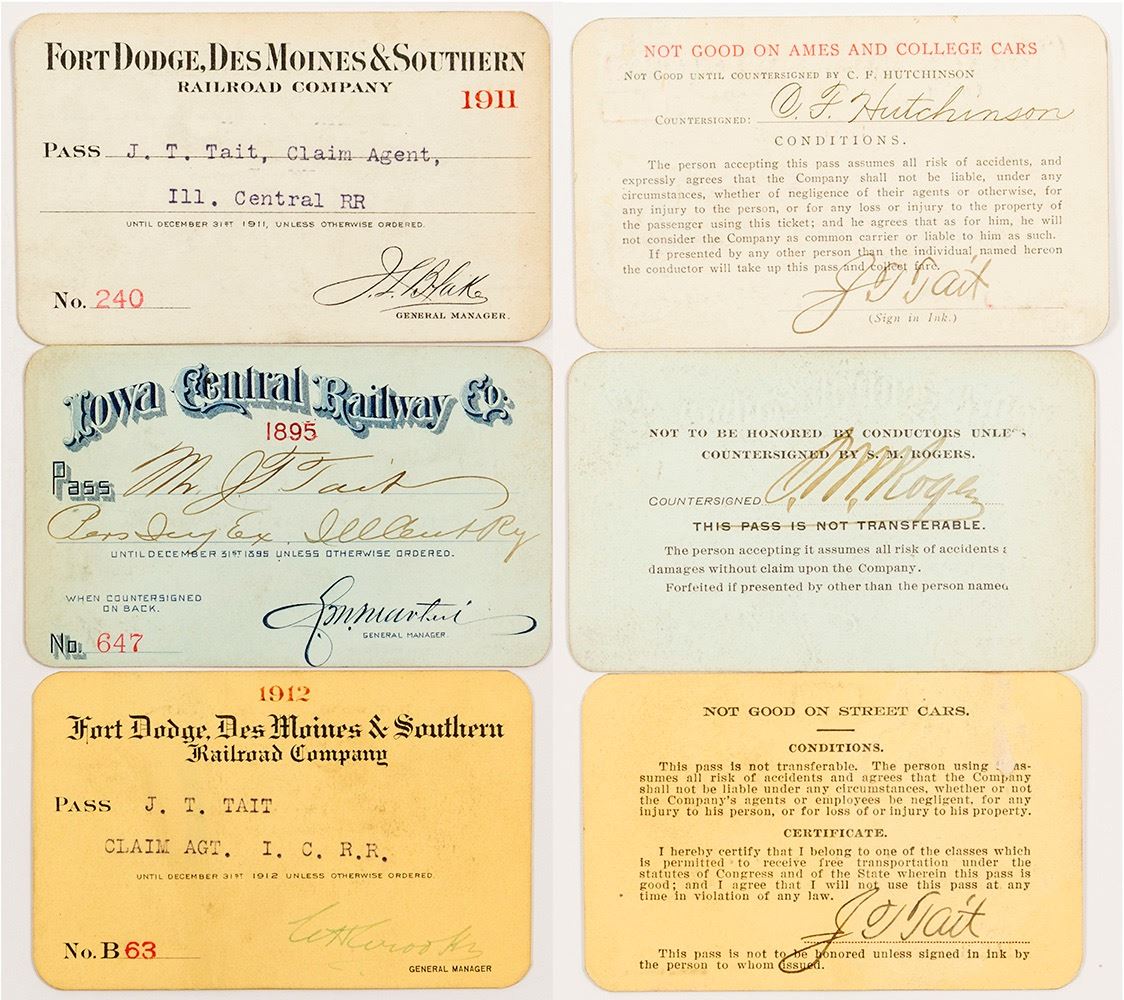 FORT DODGE, DES MOINES & SOUTHERN
RAILROAD COMPANY
1911
PASS J. T. Tait, Claim Agent,
Ill. Central RR
UNTIL DECEMBER 31ST 1911, UNLESS OTHERWISE ORDERED.
No. 240
GENERAL MANAGER.
NOT GOOD ON AMES AND COLLEGE CARS
NOT GOOD UNTIL COUNTERSIGNED BY C. F. HUTCHINSON
COUNTERSIGNED: C. F. Hutchinson
CONDITIONS.
The person accepting this pass assumes all risk of accidents, and
expressly agrees that the Company shall not be liable, under any
circumstances, whether of negligence of their agents or otherwise, for
any injury to the person, or for any loss or injury to the property of
the passenger using this ticket; and he agrees that as for him, he will
not consider the Company as common carrier or liable to him as such.
If presented by any other person than the individual named hereon
the conductor will take up this pass and collect fare.
J T Tait
(Sign in Ink.)
Iowa Central Railway Co.
1895
Pass Mr. J. T. Tait
Pers Inj Ex. Ill Cent Ry
UNTIL DECEMBER 31ST 1895 UNLESS OTHERWISE ORDERED.
WHEN COUNTERSIGNED
ON BACK.
No. 647
GENERAL MANAGER.
NOT TO BE HONORED BY CONDUCTORS UNLESS
COUNTERSIGNED BY S. M. ROGERS.
COUNTERSIGNED S. M. Rogers
THIS PASS IS NOT TRANSFERABLE.
The person accepting it assumes all risk of accidents &
damages without claim upon the Company.
Forfeited if presented by other than the person named
1912
Fort Dodge, Des Moines & Southern
Railroad Company
PASS J. T. TAIT
CLAIM AGT. I. C. R.R.
UNTIL DECEMBER 31ST 1912 UNLESS OTHERWISE ORDERED.
No. B 63
GENERAL MANAGER
NOT GOOD ON STREET CARS.
CONDITIONS.
This pass is not transferable. The person using as-
sumes all risk of accidents and agrees that the Company
shall not be liable under any circumstances, whether or not
the Company's agents or employees be negligent, for any
injury to his person, or for loss of or injury to his property.
CERTIFICATE.
I hereby certify that I belong to one of the classes which
is permitted to receive free transportation under the
statutes of Congress and of the State wherein this pass is
good; and I agree that I will not use this pass at any
time in violation of any law.
J T Tait
This pass is not to be honored unless signed in ink by
the person to whom issued.